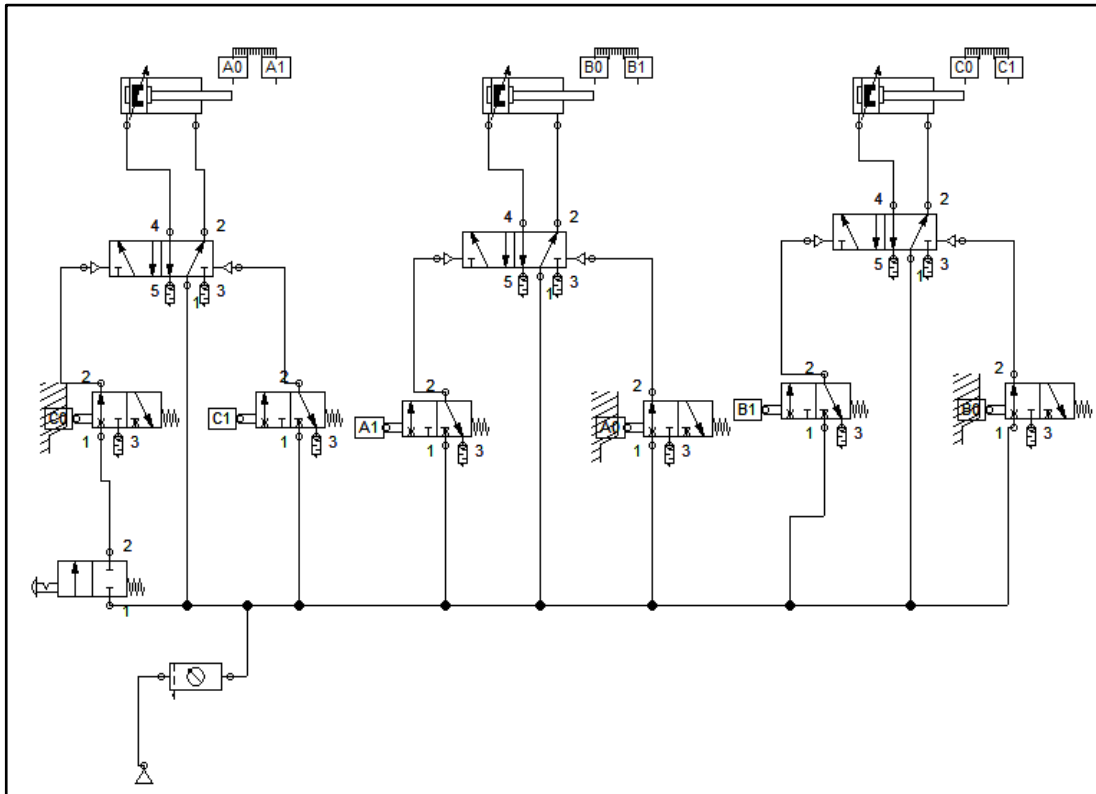 A0 A1 B0 B1 C0 C1
4 2 4 2 4 2
5 1 3 5 1 3 5 1 3
2 2 2 2 2 2
C0 C1 A1 A0 B1 B0
1 3 1 3 1 3 1 3 1 3 1 3
2
1